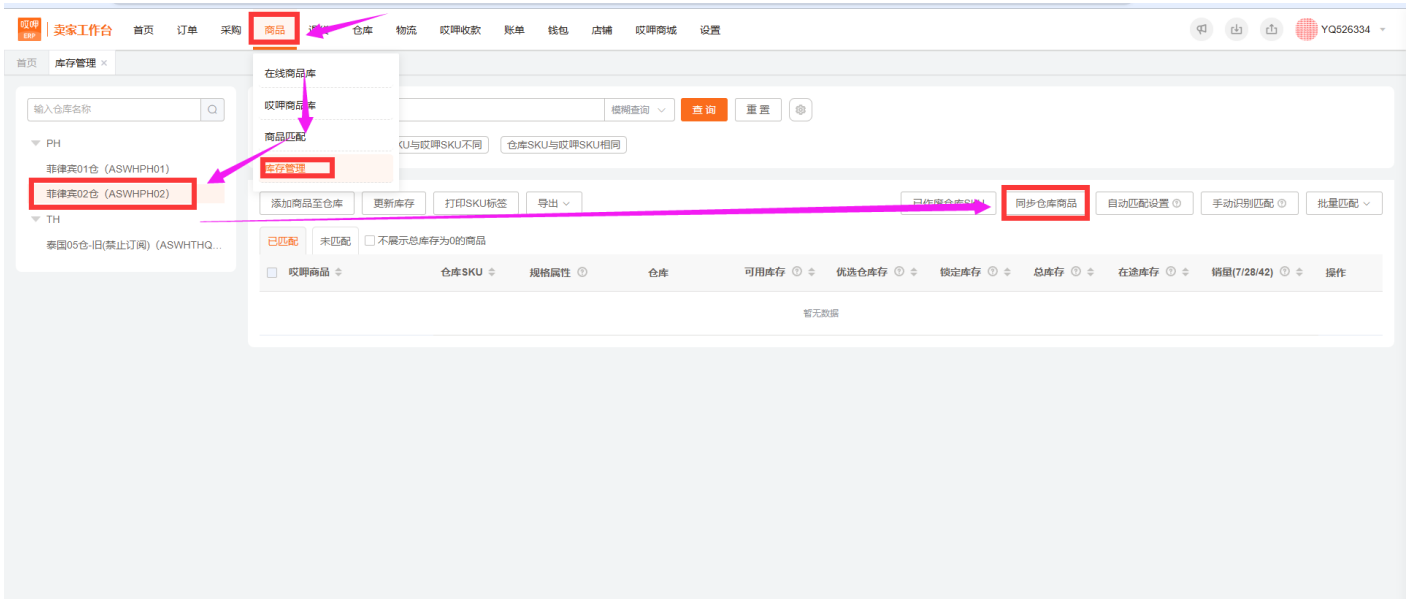 哎呷
ERP
卖家工作台 首页 订单 采购 商品 仓库 物流 哎呷收款 账单 钱包 店铺 哎呷商城 设置 YQ526334
首页 库存管理 ×
在线商品库
哎呷商品库
商品匹配
库存管理
输入仓库名称
PH
菲律宾01仓（ASWHPH01）
菲律宾02仓（ASWHPH02）
TH
泰国05仓-旧(禁止订阅)（ASWHTHQ...
模糊查询 查询 重置
KU与哎呷SKU不同 仓库SKU与哎呷SKU相同
添加商品至仓库 更新库存 打印SKU标签 导出 已作废仓库SKU 同步仓库商品 自动匹配设置 手动识别匹配 批量匹配
已匹配 未匹配 不展示总库存为0的商品
哎呷商品 仓库SKU 规格属性 仓库 可用库存 优选仓库存 锁定库存 总库存 在途库存 销量(7/28/42) 操作
暂无数据